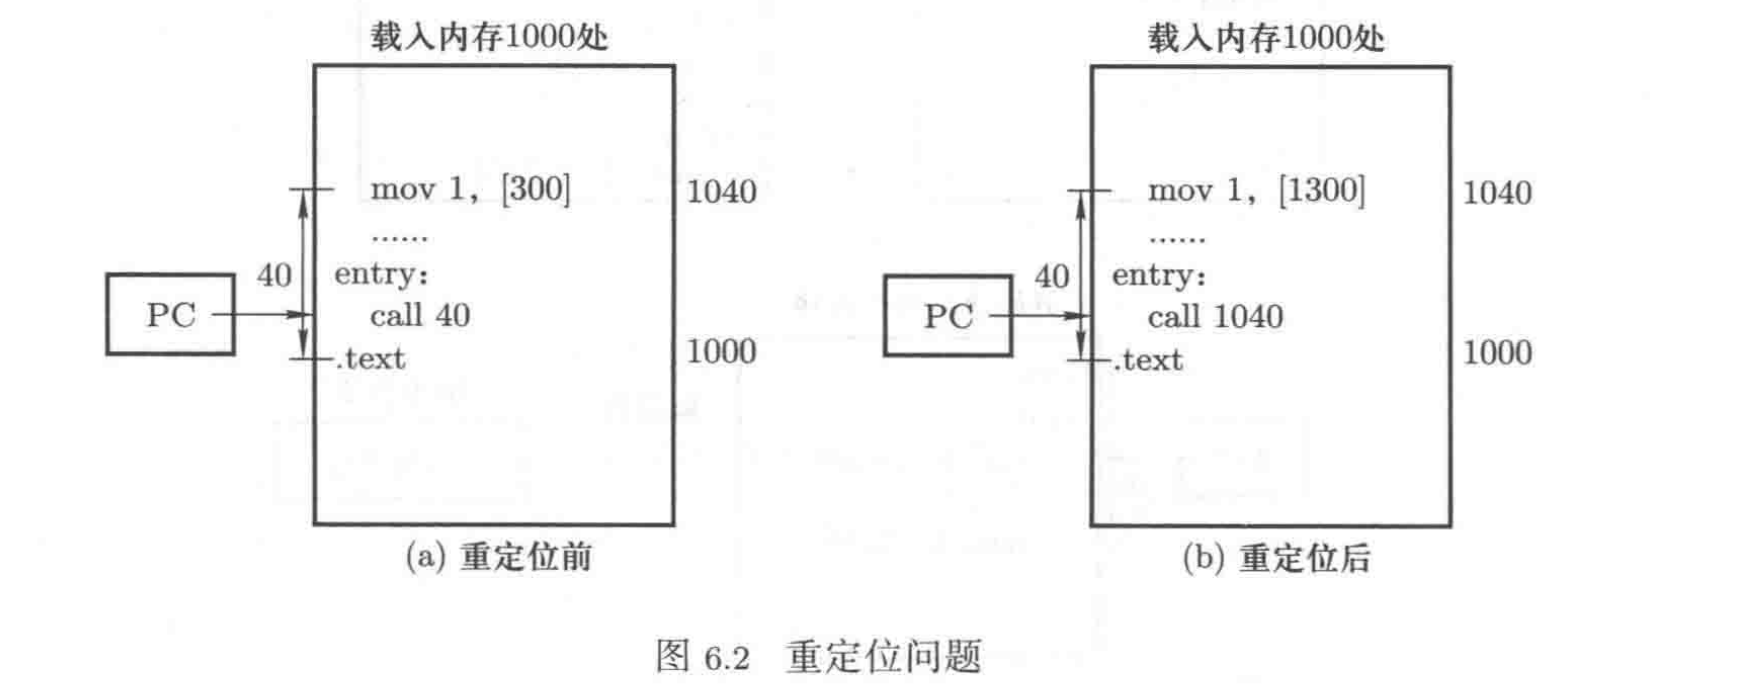 载入内存1000处
mov 1, [300]
1040
......
40
entry:
PC
call 40
1000
.text
(a) 重定位前
载入内存1000处
mov 1, [1300]
1040
......
40
entry:
PC
call 1040
1000
.text
(b) 重定位后
图 6.2 重定位问题